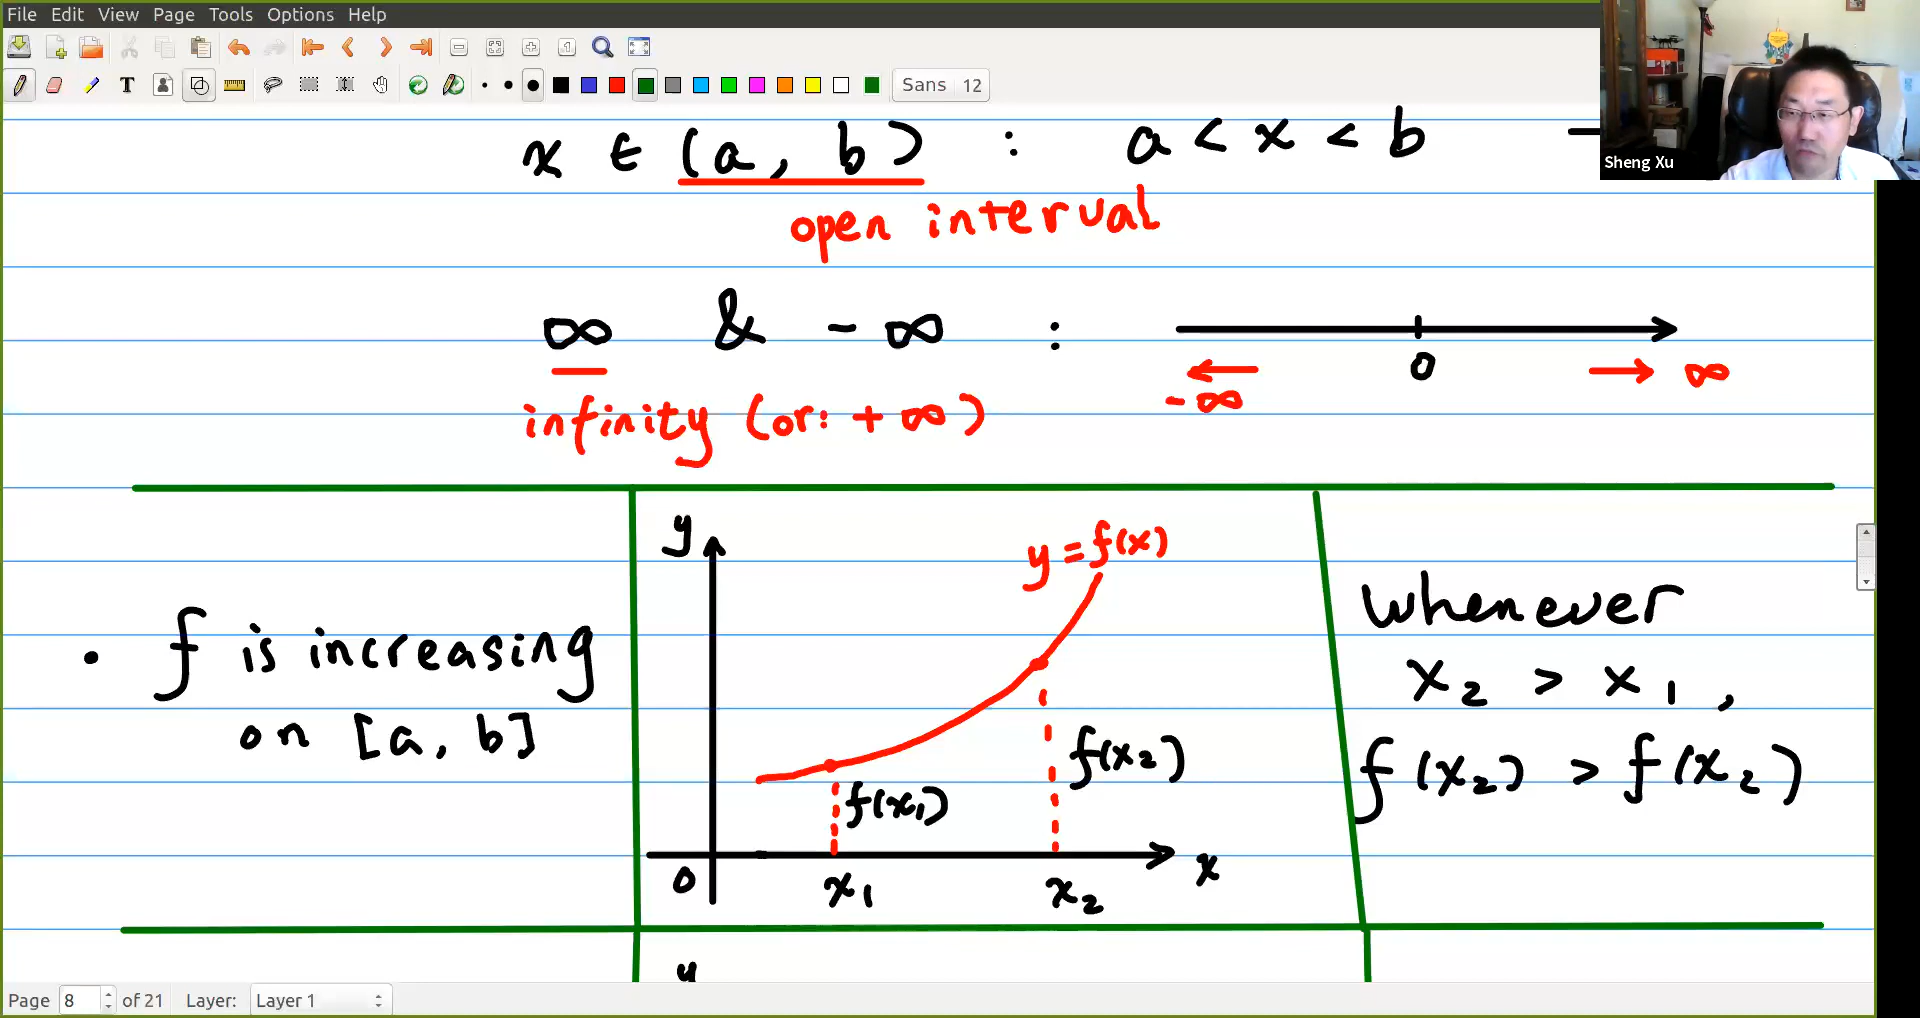 File Edit View Page Tools Options Help
Sans 12
x ∈ (a, b) : a < x < b
Sheng Xu
open interval
∞ & -∞ :
0
-∞ ∞
infinity (or: +∞)
y
y = f(x)
• f is increasing
on [a, b]
f(x₁)
f(x₂)
0 x₁ x₂ x
Whenever
x₂ > x₁,
f(x₂) > f(x₂)
y
Page 8 of 21 Layer: Layer 1